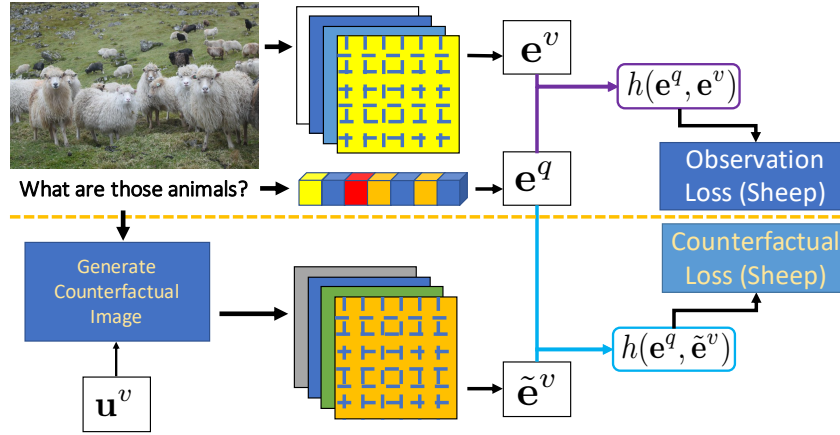 𝐞^v
h(𝐞^q, 𝐞^v)
Observation
Loss (Sheep)
What are those animals?
𝐞^q
Generate
Counterfactual
Image
Counterfactual
Loss (Sheep)
h(𝐞^q, 𝐞̃^v)
𝐮^v
𝐞̃^v